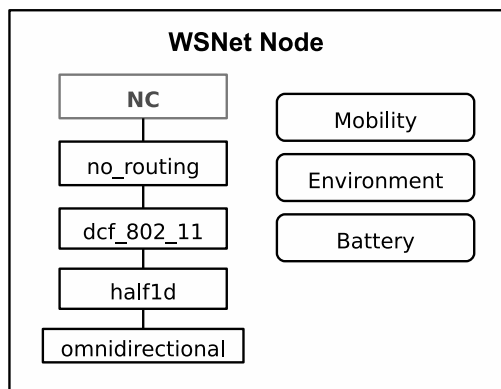 WSNet Node
NC
no_routing
dcf_802_11
half1d
omnidirectional
Mobility
Environment
Battery